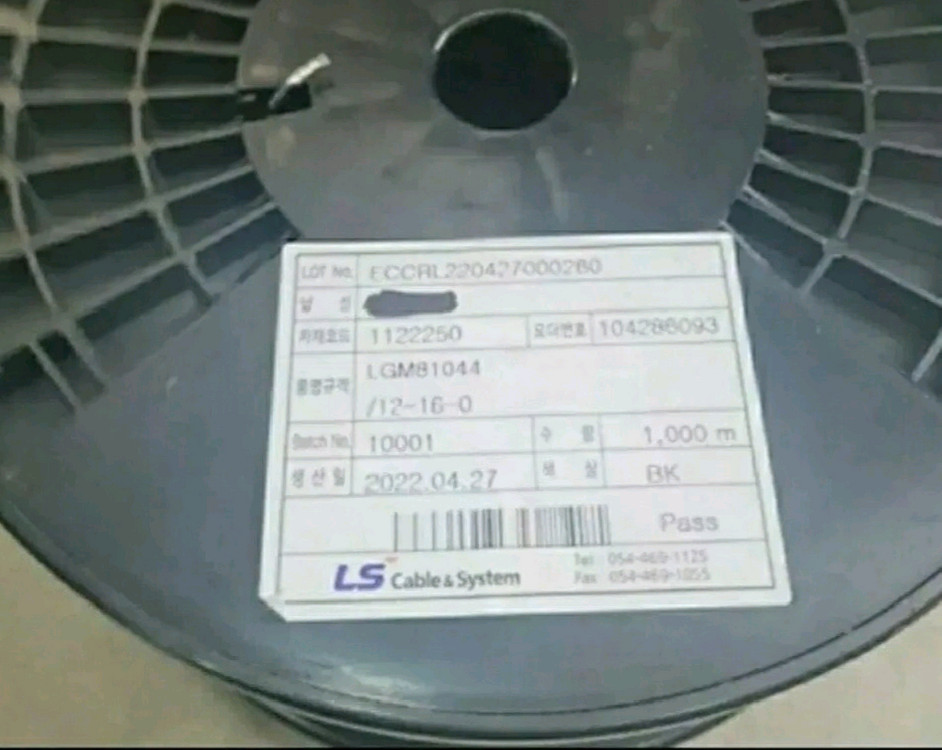 LOT No. ECCRL220427000260
자재코드 1122250 오더번호 104286093
품명규격 LGM81044
/12-16-0
Batch No. 10001 수 량 1,000 m
생산일 2022.04.27 색 상 BK
Pass
LS Cable & System
Tel 054-469-1125
Fax 054-469-1055